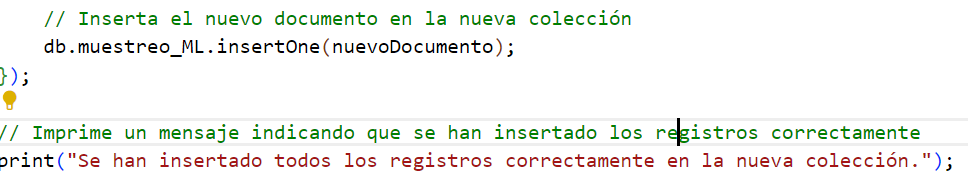 // Inserta el nuevo documento en la nueva colección
db.muestreo_ML.insertOne(nuevoDocumento);
});
// Imprime un mensaje indicando que se han insertado los registros correctamente
print("Se han insertado todos los registros correctamente en la nueva colección.");